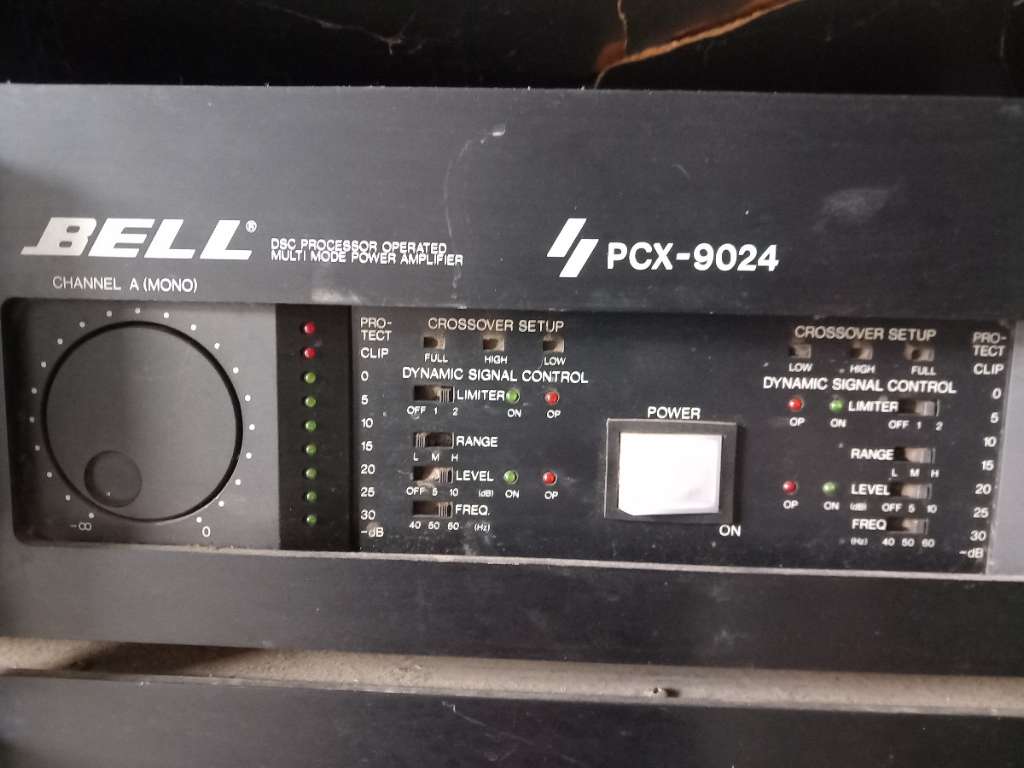 BELL®
DSC PROCESSOR OPERATED
MULTI MODE POWER AMPLIFIER
PCX-9024
CHANNEL A (MONO)
-∞
0
PRO-
TECT
CLIP
0
5
10
15
20
25
30
-dB
CROSSOVER SETUP
FULL HIGH LOW
DYNAMIC SIGNAL CONTROL
LIMITER
OFF 1 2 ON OP
RANGE
L M H
LEVEL
OFF 5 10 (dB) ON OP
FREQ.
40 50 60 (Hz)
POWER
ON
CROSSOVER SETUP
LOW HIGH FULL
DYNAMIC SIGNAL CONTROL
LIMITER
OP ON OFF 1 2
RANGE
L M H
LEVEL
OP ON (dB) OFF 5 10
FREQ
(Hz) 40 50 60
PRO-
TECT
CLIP
0
5
10
15
20
25
30
-dB